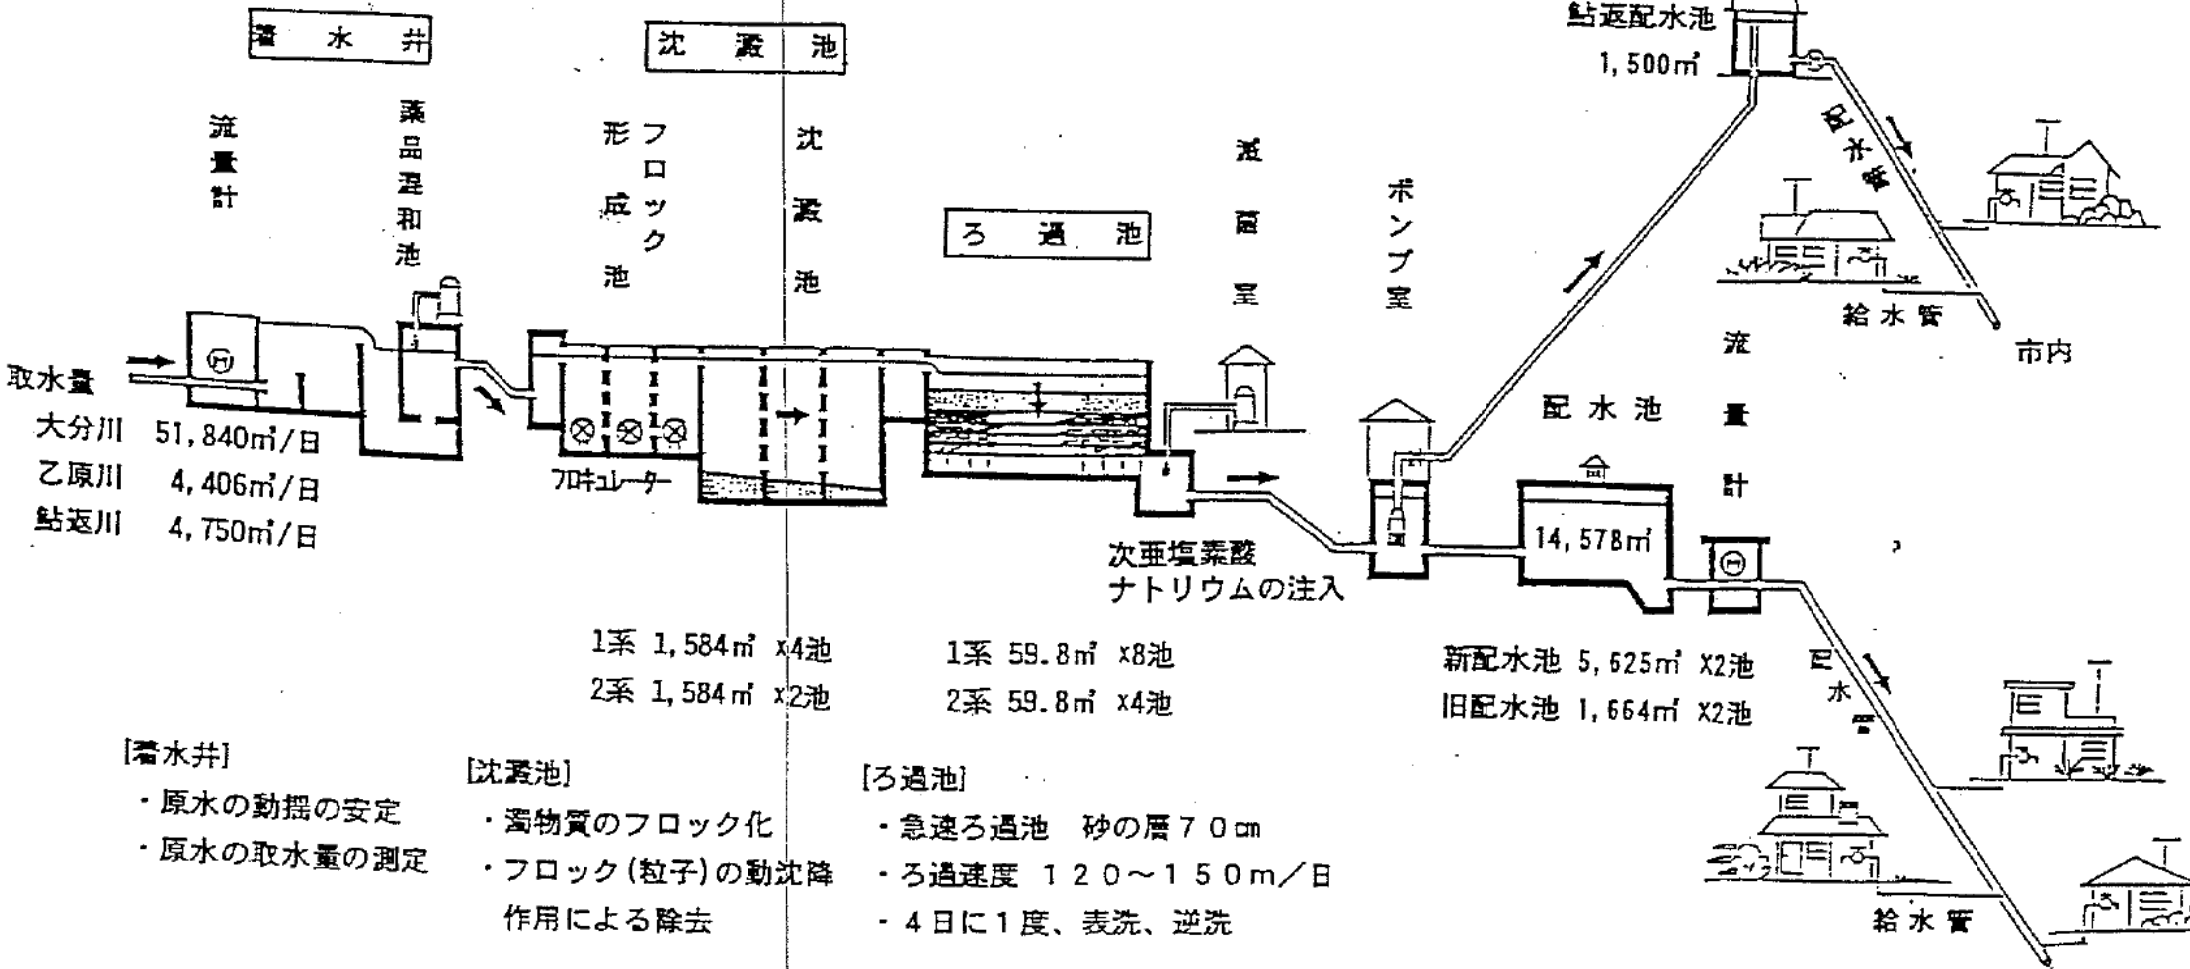 着水井
沈澱池
鮎返配水池
1,500㎥
流量計
薬品混和池
フロック
形成池
沈澱池
ろ過池
滅菌室
ポンプ室
配水管
給水管
市内
取水量
大分川 51,840㎥/日
乙原川 4,406㎥/日
鮎返川 4,750㎥/日
フロキュレーター
次亜塩素酸
ナトリウムの注入
配水池
流量計
14,578㎥
1系 1,584㎥ x4池
2系 1,584㎥ x2池
1系 59.8㎡ x8池
2系 59.8㎡ x4池
新配水池 5,625㎥ X2池
旧配水池 1,664㎥ X2池
配水管
給水管
[着水井]
・原水の動揺の安定
・原水の取水量の測定
[沈澱池]
・濁物質のフロック化
・フロック(粒子)の動沈降
作用による除去
[ろ過池]
・急速ろ過池 砂の層70㎝
・ろ過速度 120～150m／日
・4日に1度、表洗、逆洗